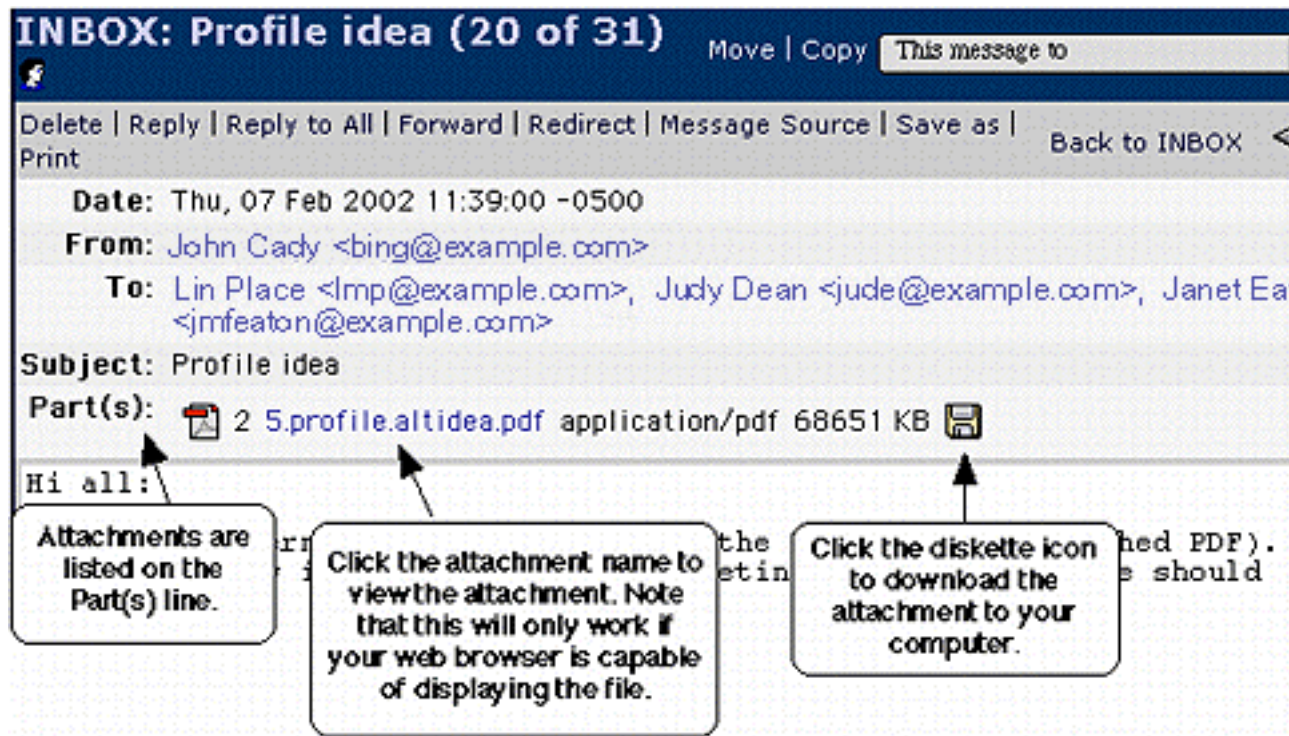 INBOX: Profile idea (20 of 31)
Move | Copy This message to
Delete | Reply | Reply to All | Forward | Redirect | Message Source | Save as |
Print
Back to INBOX <
Date: Thu, 07 Feb 2002 11:39:00 -0500
From: John Cady <bing@example.com>
To: Lin Place <lmp@example.com>, Judy Dean <jude@example.com>, Janet Ea
<jmfeaton@example.com>
Subject: Profile idea
Part(s): 2 5.profile.altidea.pdf application/pdf 68651 KB
Hi all:
the hed PDF).
etin s should
Attachments are
listed on the
Part(s) line.
Click the attachment name to
view the attachment. Note
that this will only work if
your web browser is capable
of displaying the file.
Click the diskette icon
to download the
attachment to your
computer.